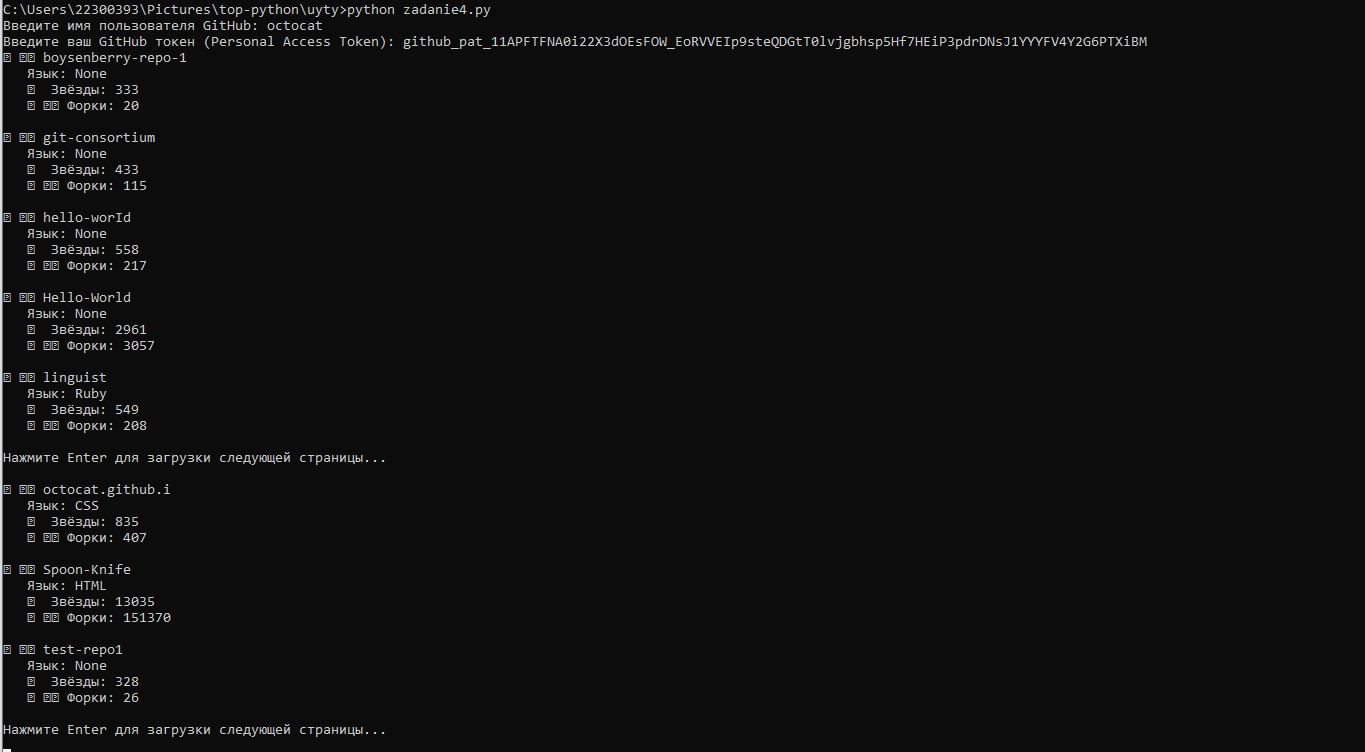 C:\Users\22300393\Pictures\top-python\uyty>python zadanie4.py
Введите имя пользователя GitHub: octocat
Введите ваш GitHub токен (Personal Access Token): 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
boysenberry-repo-1
Язык: None
Звёзды: 333
Форки: 20
git-consortium
Язык: None
Звёзды: 433
Форки: 115
hello-worId
Язык: None
Звёзды: 558
Форки: 217
Hello-World
Язык: None
Звёзды: 2961
Форки: 3057
linguist
Язык: Ruby
Звёзды: 549
Форки: 208
Нажмите Enter для загрузки следующей страницы...
octocat.github.i
Язык: CSS
Звёзды: 835
Форки: 407
Spoon-Knife
Язык: HTML
Звёзды: 13035
Форки: 151370
test-repo1
Язык: None
Звёзды: 328
Форки: 26
Нажмите Enter для загрузки следующей страницы...